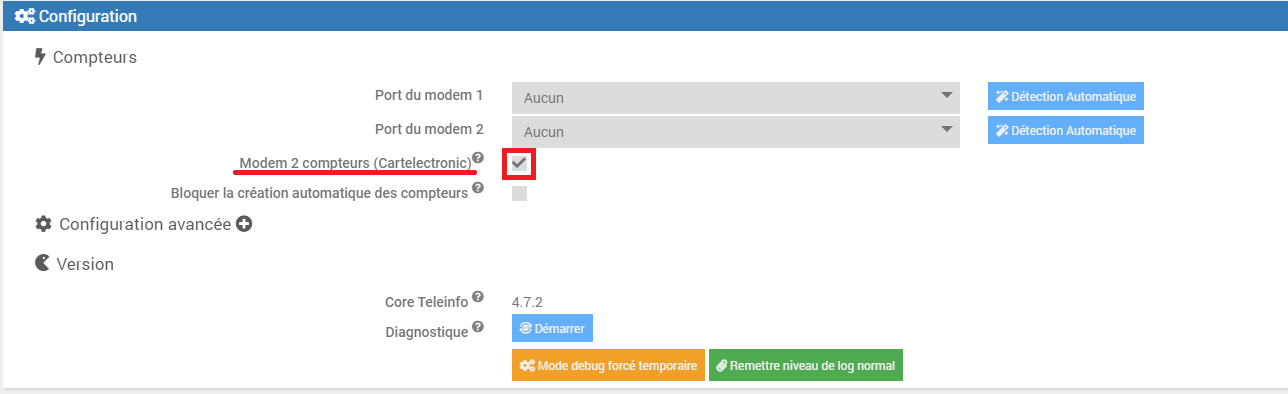 Configuration
Compteurs
Port du modem 1 Aucun Détection Automatique
Port du modem 2 Aucun Détection Automatique
Modem 2 compteurs (Cartelectronic) ?
Bloquer la création automatique des compteurs ?
Configuration avancée
Version
Core Teleinfo ? 4.7.2
Diagnostique ? Démarrer
Mode debug forcé temporaire Remettre niveau de log normal